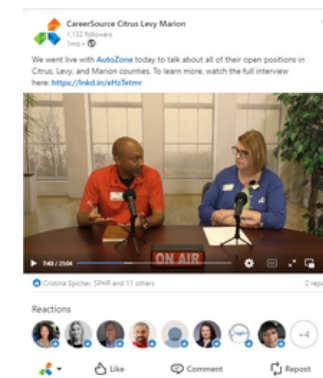 CareerSource Citrus Levy Marion
1,132 followers
1mo •
We went live with AutoZone today to talk about all of their open positions in
Citrus, Levy, and Marion counties. To learn more, watch the full interview
here: https://lnkd.in/eHzTetmr
7:43 / 25:04
ON AIR
Cristina Spicher, SPHR and 11 others
2 repo
Reactions
+4
Like
Comment
Repost